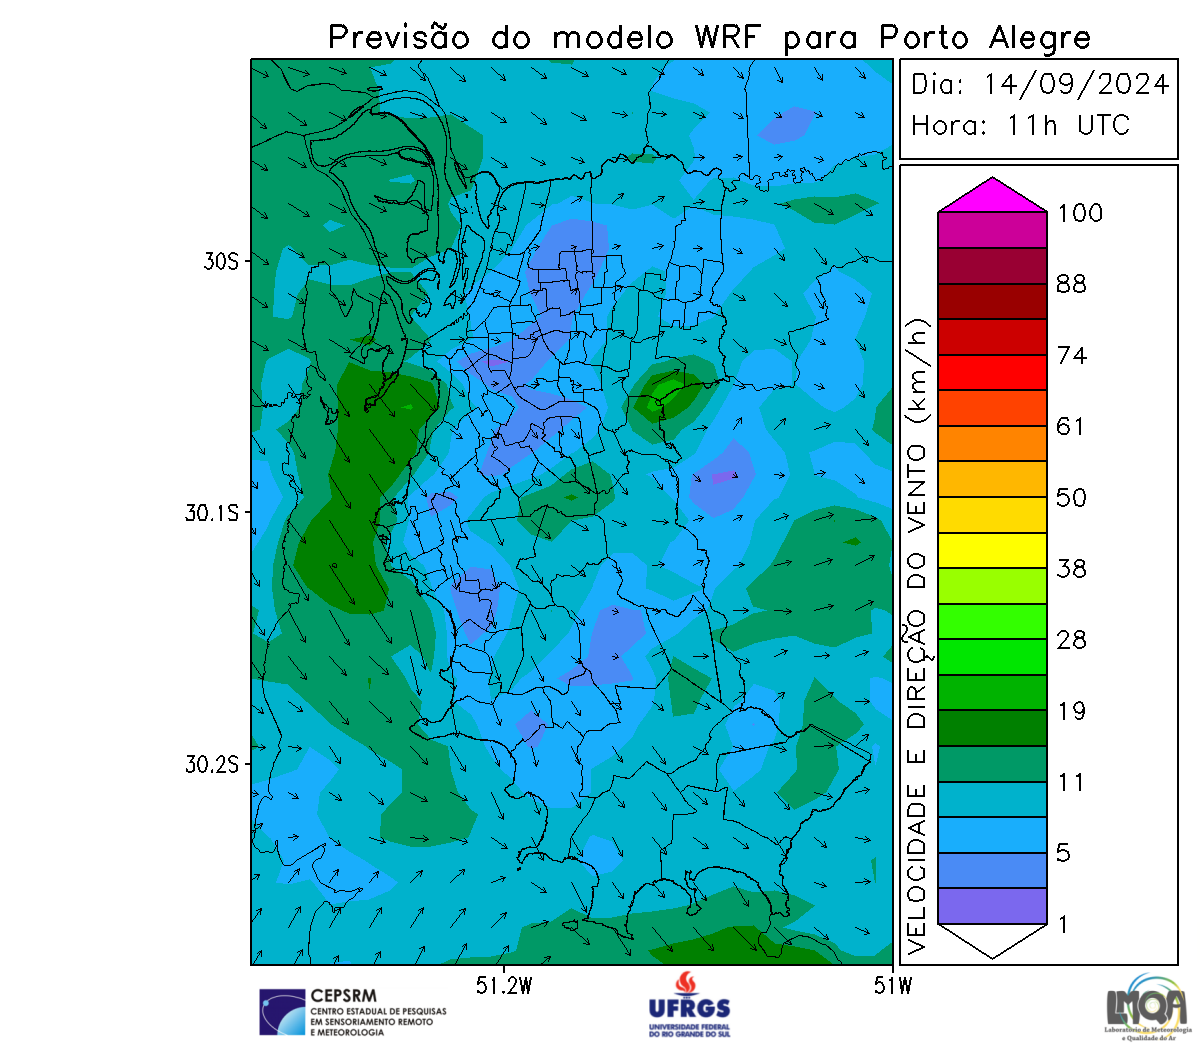 Previsão do modelo WRF para Porto Alegre
Dia: 14/09/2024
Hora: 11h UTC
30S
30.1S
30.2S
51.2W
51W
VELOCIDADE E DIREÇÃO DO VENTO (km/h)
100
88
74
61
50
38
28
19
11
5
1
CEPSRM
CENTRO ESTADUAL DE PESQUISAS
EM SENSORIAMENTO REMOTO
E METEOROLOGIA
UFRGS
UNIVERSIDADE FEDERAL
DO RIO GRANDE DO SUL
LMQA
Laboratório de Meteorologia
e Qualidade do Ar